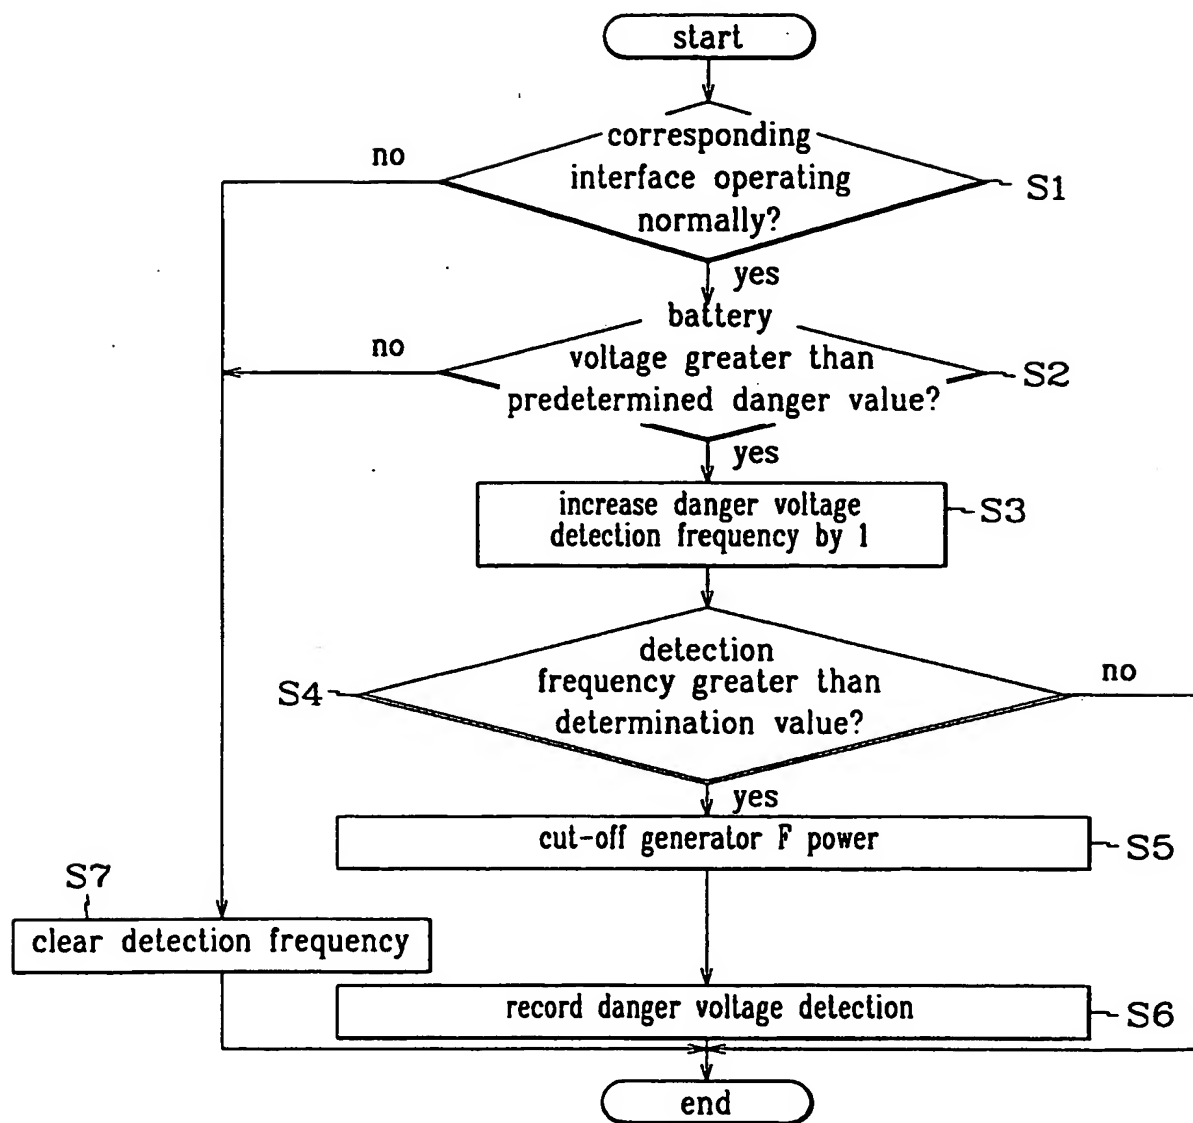 start
corresponding
interface operating
normally?
no
S1
yes
battery
voltage greater than
predetermined danger value?
no
S2
yes
increase danger voltage
detection frequency by 1
S3
detection
frequency greater than
determination value?
S4
no
yes
cut-off generator F power
S5
S7
clear detection frequency
record danger voltage detection
S6
end